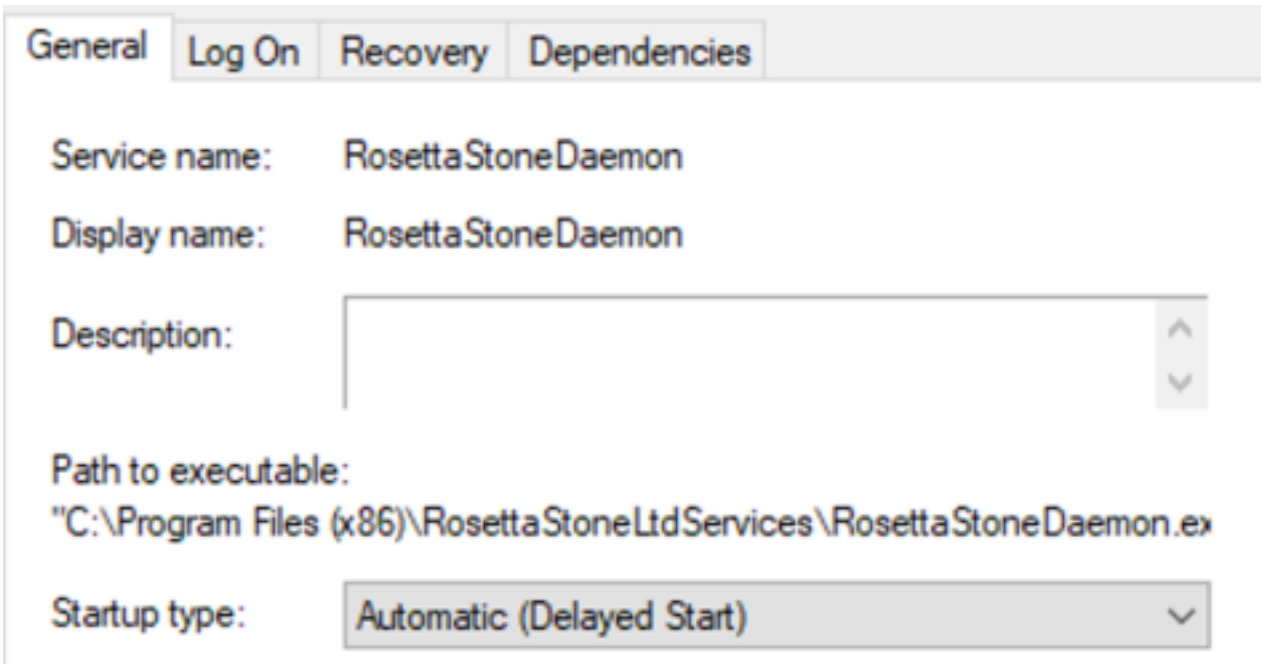 General Log On Recovery Dependencies
Service name: RosettaStoneDaemon
Display name: RosettaStoneDaemon
Description:
Path to executable:
"C:\Program Files (x86)\RosettaStoneLtdServices\RosettaStoneDaemon.ex
Startup type: Automatic (Delayed Start)